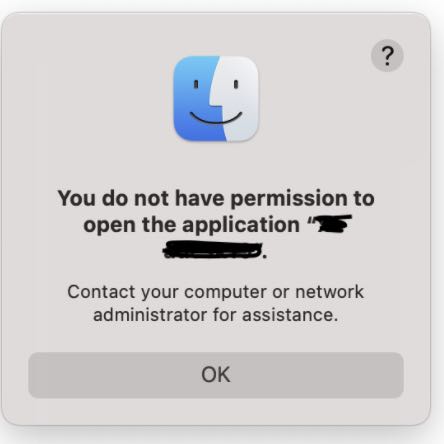 ?
You do not have permission to
open the application “
.
Contact your computer or network
administrator for assistance.
OK